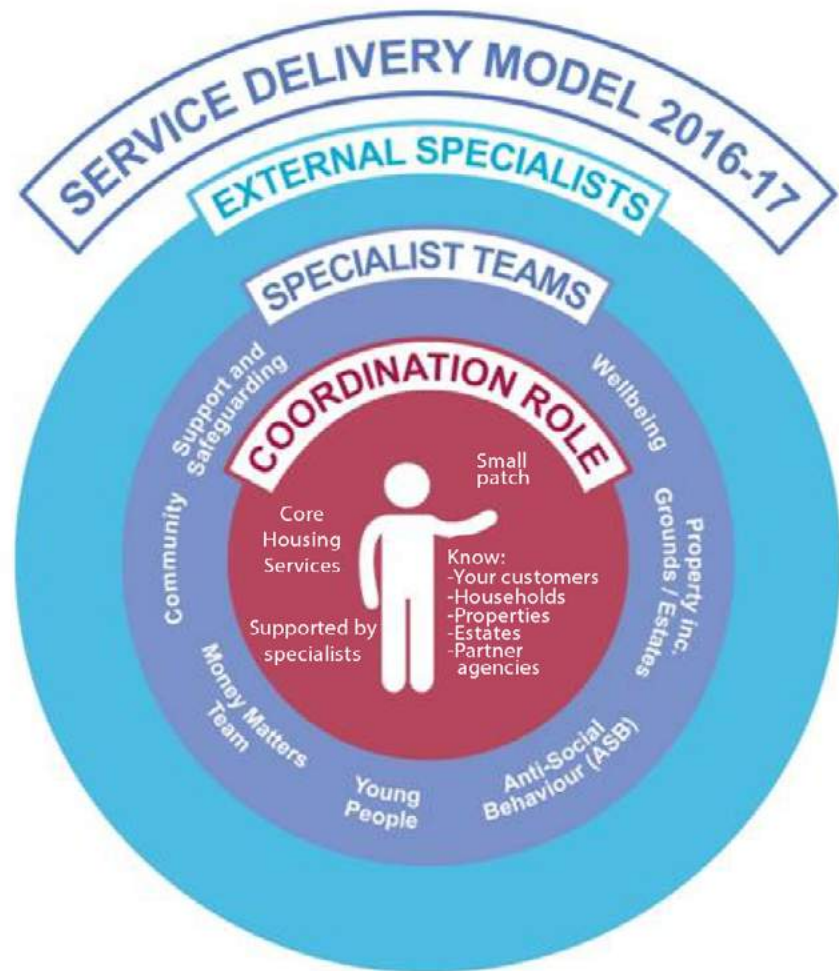 SERVICE DELIVERY MODEL 2016-17
EXTERNAL SPECIALISTS
SPECIALIST TEAMS
COORDINATION ROLE
Support and
Safeguarding
Wellbeing
Community
Property inc.
Grounds / Estates
Money Matters
Team
Young
People
Anti-Social
Behaviour (ASB)
Small
patch
Core
Housing
Services
Supported by
specialists
Know:
-Your customers
-Households
-Properties
-Estates
-Partner
agencies